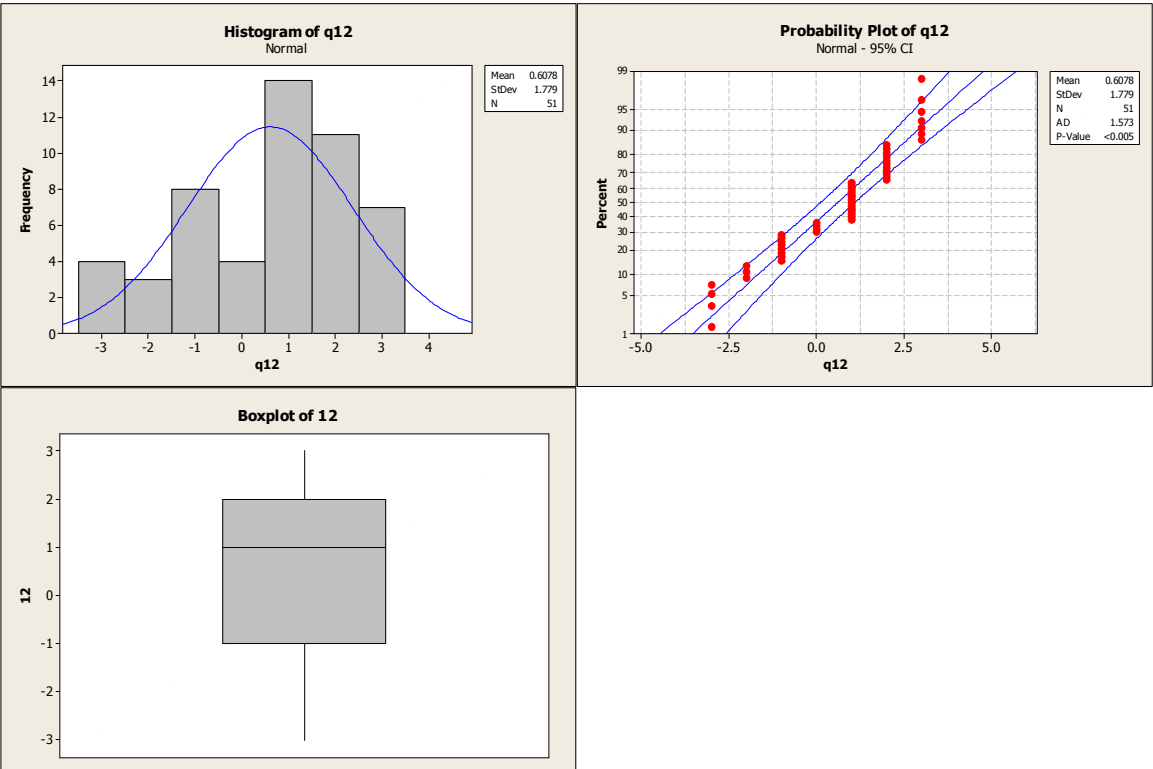 Histogram of q12
Normal
Mean 0.6078
StDev 1.779
N 51
Frequency
14
12
10
8
6
4
2
0
-3 -2 -1 0 1 2 3 4
q12
Probability Plot of q12
Normal - 95% CI
Mean 0.6078
StDev 1.779
N 51
AD 1.573
P-Value <0.005
Percent
99
95
90
80
70
60
50
40
30
20
10
5
1
-5.0 -2.5 0.0 2.5 5.0
q12
Boxplot of 12
12
3
2
1
0
-1
-2
-3